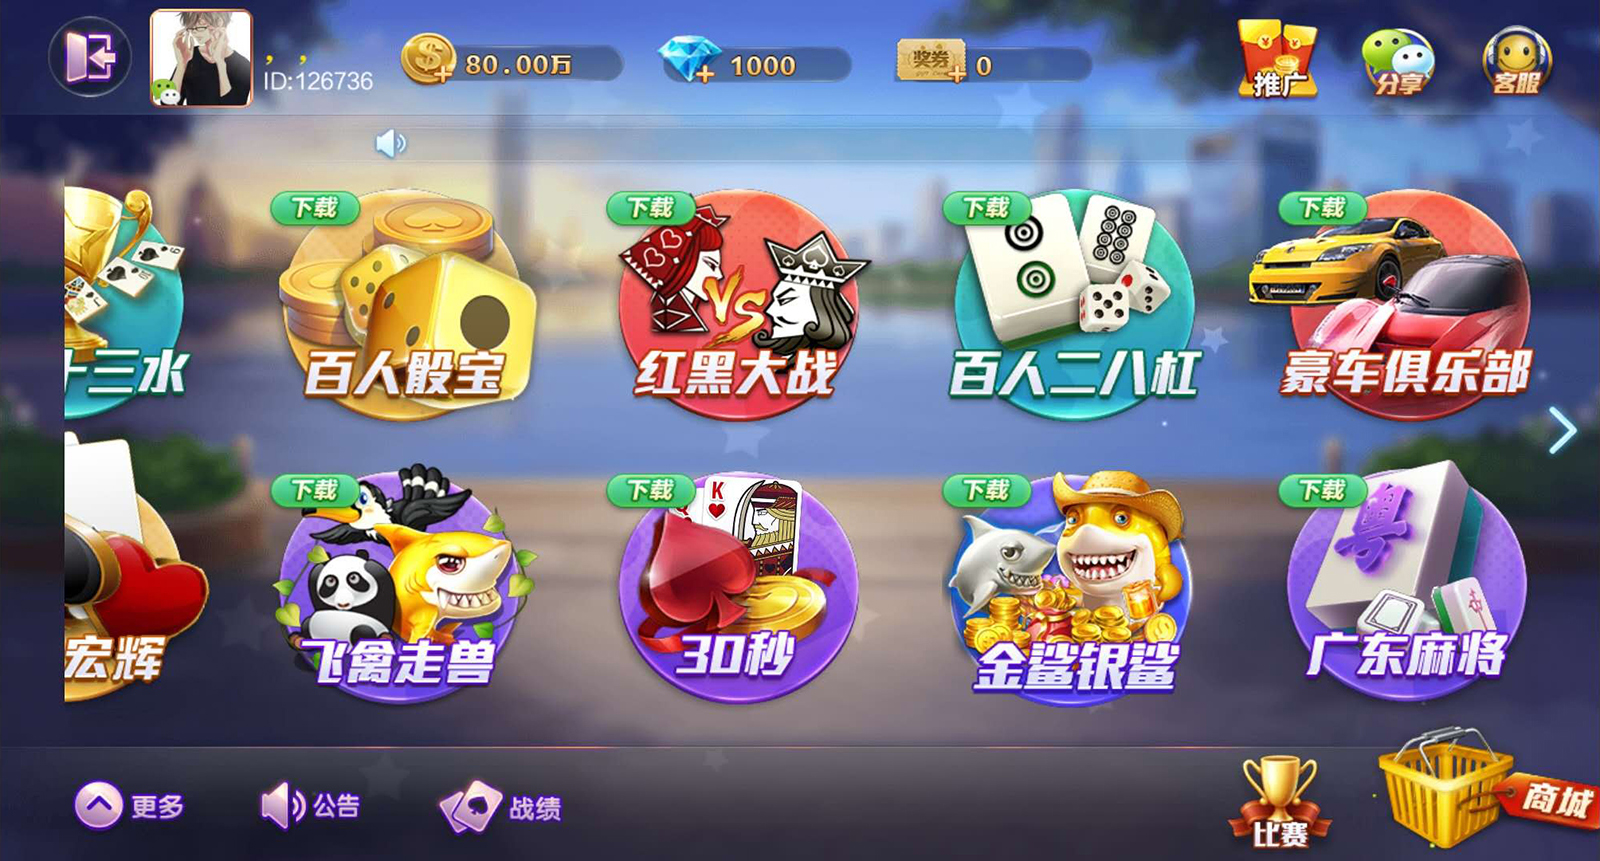 ,  ,
ID:126736
80.00万
1000
奖券
0
推广
分享
客服
下载
下载
下载
下载
十三水
百人骰宝
红黑大战
VS
百人二八杠
豪车俱乐部
下载
下载
下载
下载
K
粤
宏辉
飞禽走兽
30秒
金鲨银鲨
广东麻将
更多
公告
战绩
比赛
商城